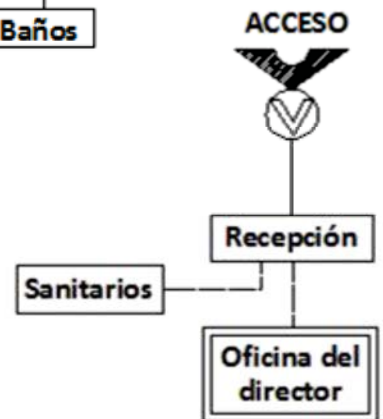 Baños
ACCESO
Recepción
Sanitarios
Oficina del
director